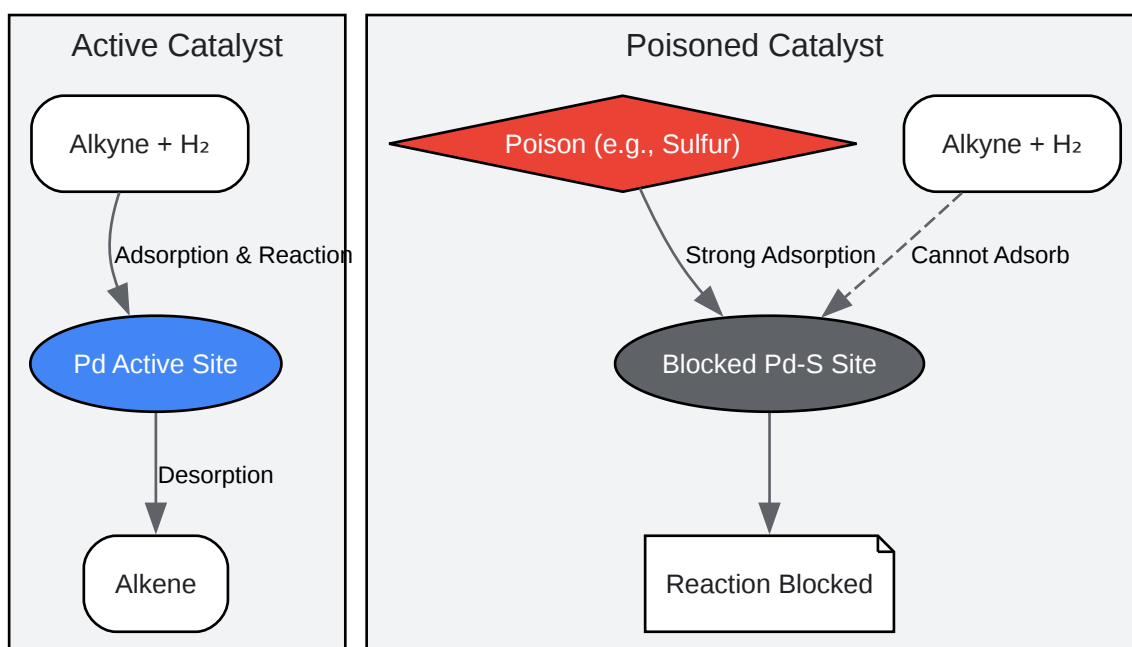 Active Catalyst
Alkyne + H₂
Adsorption & Reaction
Pd Active Site
Desorption
Alkene
Poisoned Catalyst
Poison (e.g., Sulfur)
Alkyne + H₂
Strong Adsorption
Cannot Adsorb
Blocked Pd-S Site
Reaction Blocked